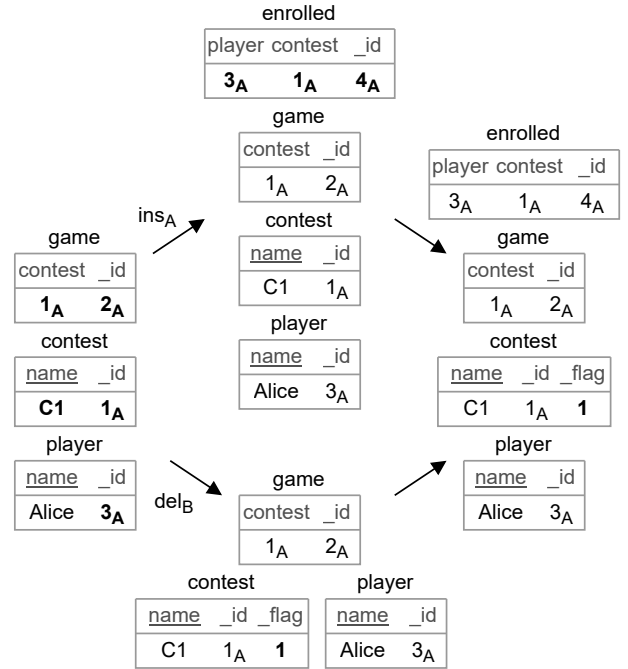 enrolled
player contest _id
3A 1A 4A
game
contest _id
1A 2A
contest
name _id
C1 1A
player
name _id
Alice 3A
insA
game
contest _id
1A 2A
contest
name _id
C1 1A
player
name _id
Alice 3A
delB
game
contest _id
1A 2A
contest
name _id _flag
C1 1A 1
player
name _id
Alice 3A
enrolled
player contest _id
3A 1A 4A
game
contest _id
1A 2A
contest
name _id _flag
C1 1A 1
player
name _id
Alice 3A